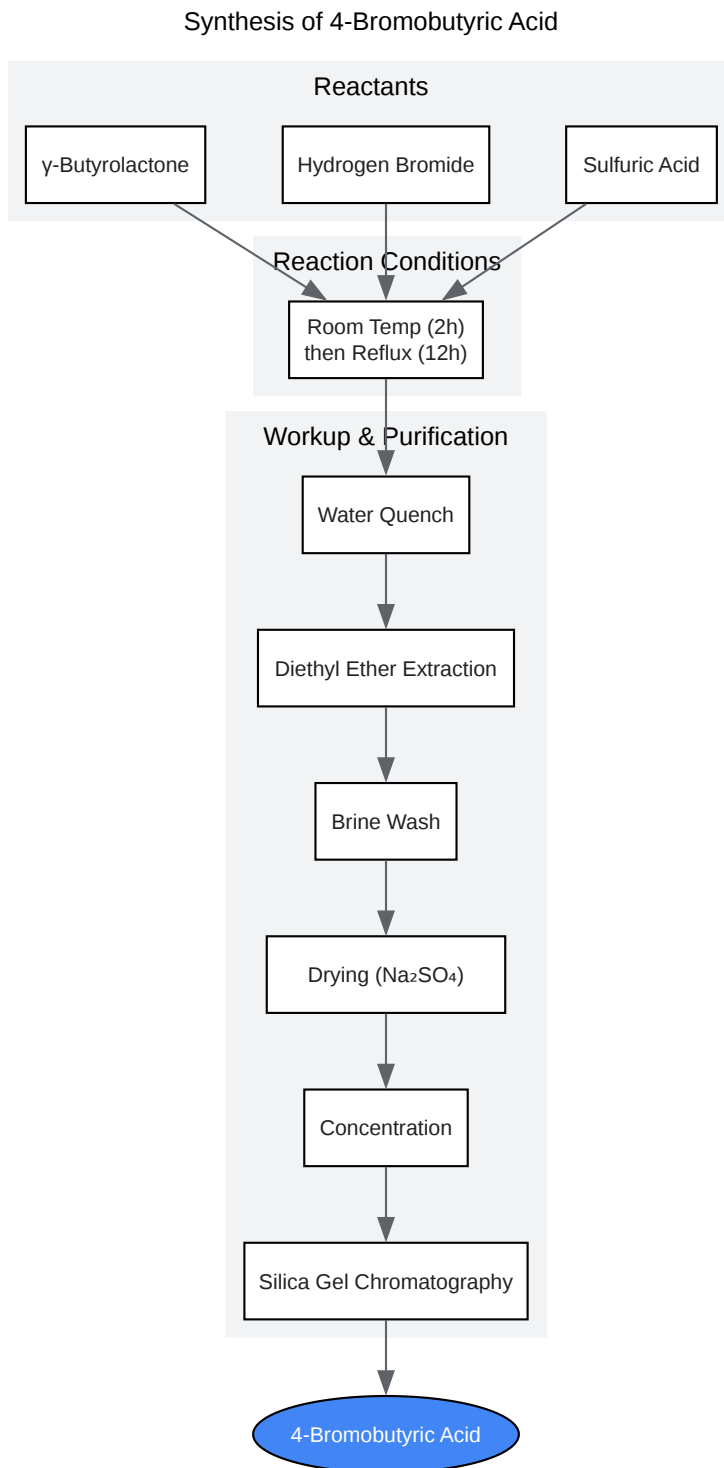 Synthesis of 4-Bromobutyric Acid
Reactants
γ-Butyrolactone
Hydrogen Bromide
Sulfuric Acid
Reaction Conditions
Room Temp (2h)
then Reflux (12h)
Workup & Purification
Water Quench
Diethyl Ether Extraction
Brine Wash
Drying (Na₂SO₄)
Concentration
Silica Gel Chromatography
4-Bromobutyric Acid